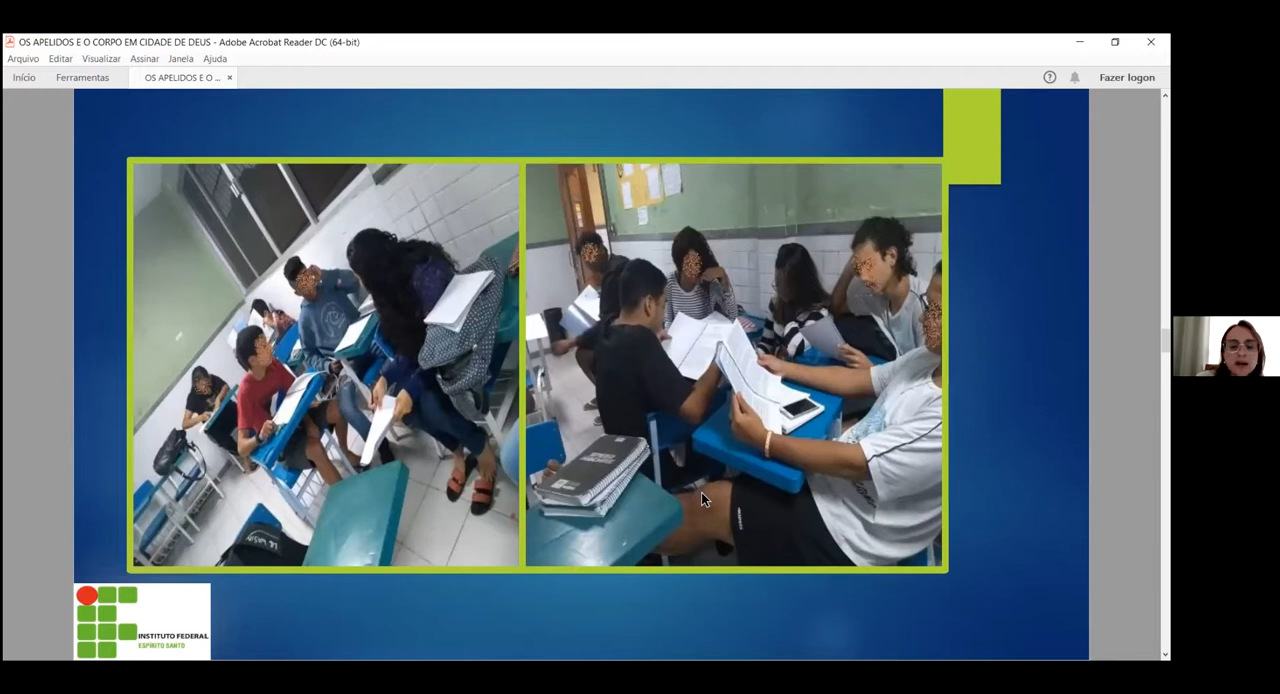 OS APELIDOS E O CORPO EM CIDADE DE DEUS - Adobe Acrobat Reader DC (64-bit)
Arquivo Editar Visualizar Assinar Janela Ajuda
Início Ferramentas OS APELIDOS E O ... × Fazer logon
INSTITUTO FEDERAL
ESPÍRITO SANTO